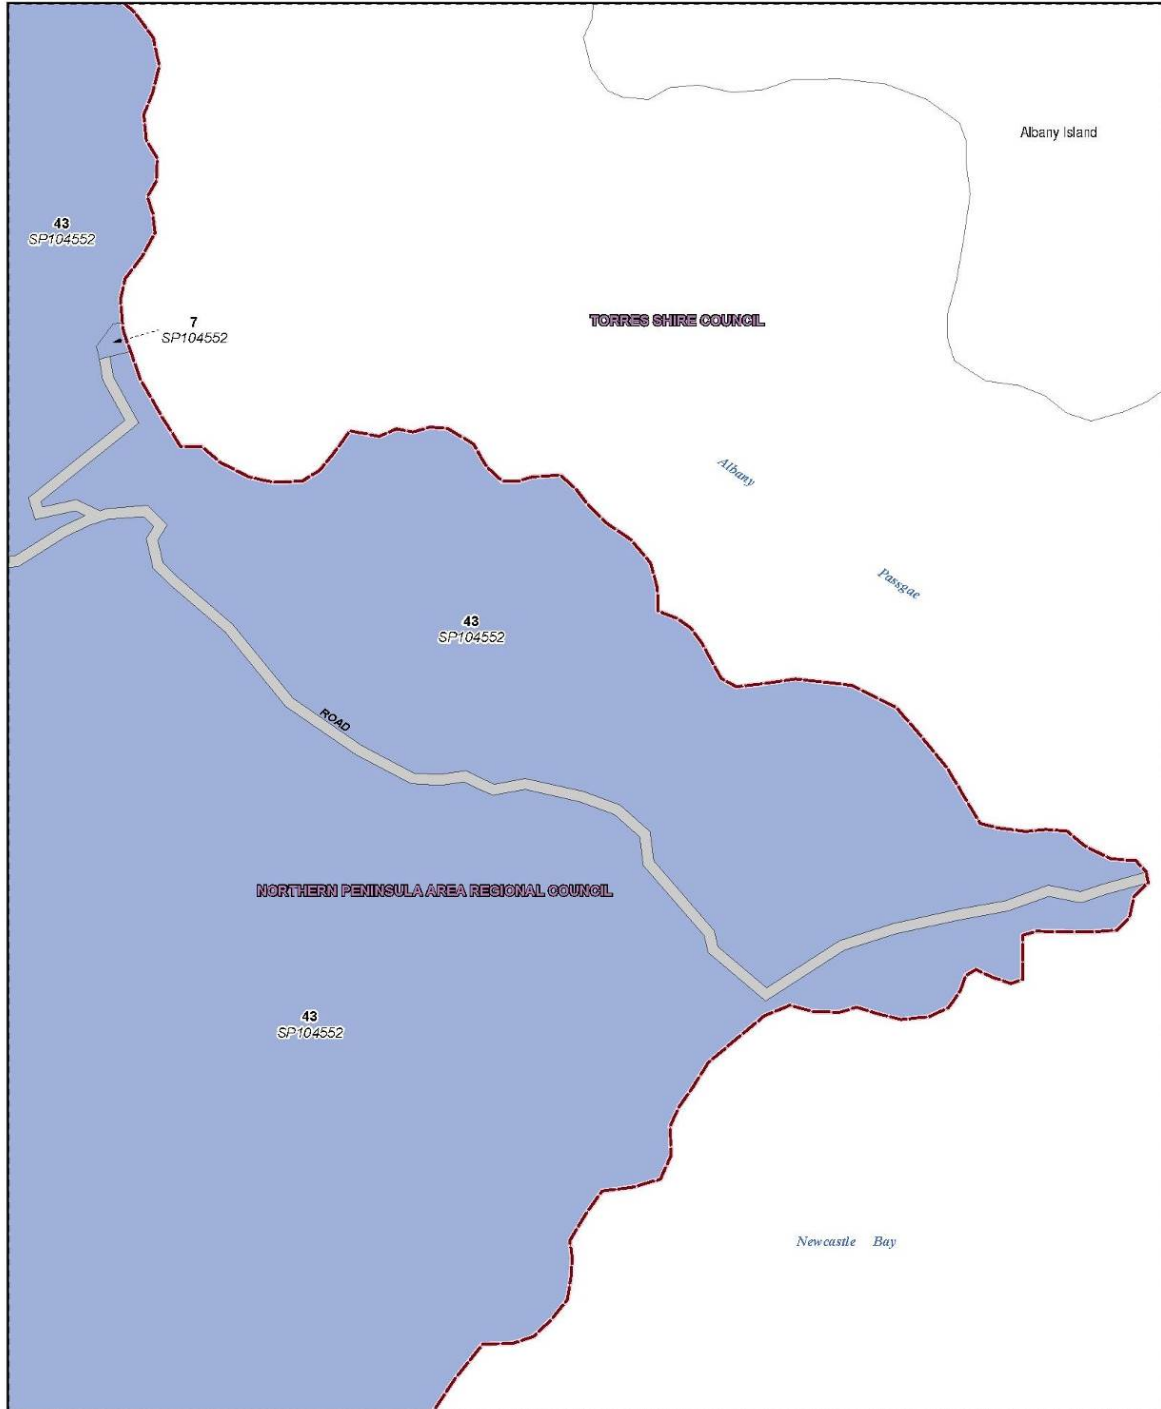 Albany Island
43
SP104552
7
SP104552
TORRES SHIRE COUNCIL
Albany
Passgae
43
SP104552
ROAD
NORTHERN PENINSULA AREA REGIONAL COUNCIL
43
SP104552
Newcastle Bay